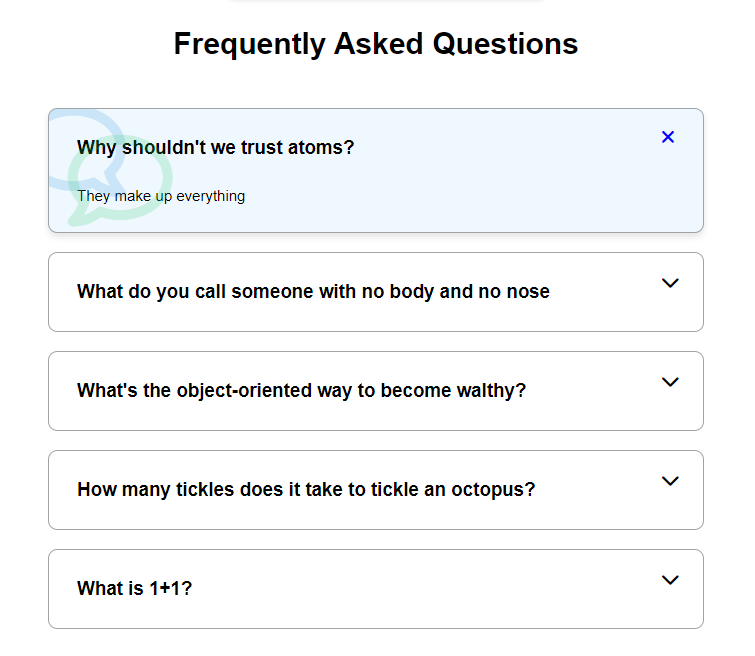 Frequently Asked Questions
Why shouldn't we trust atoms?
They make up everything
What do you call someone with no body and no nose
What's the object-oriented way to become walthy?
How many tickles does it take to tickle an octopus?
What is 1+1?